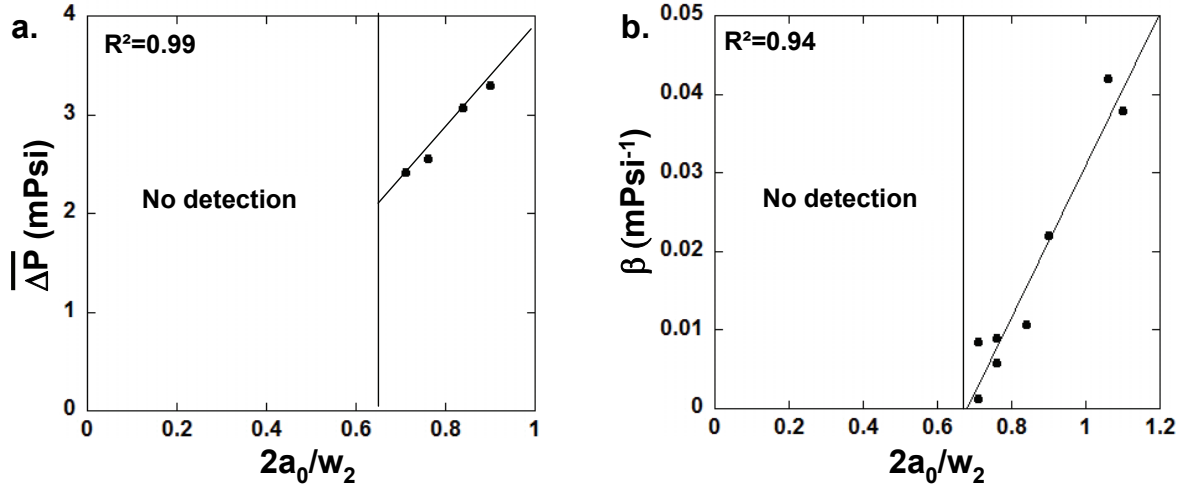 a.
R²=0.99
No detection
4
3
2
1
0
ΔP (mPsi)
0 0.2 0.4 0.6 0.8 1
2a₀/w₂
b.
R²=0.94
No detection
0.05
0.04
0.03
0.02
0.01
0
β (mPsi⁻¹)
0 0.2 0.4 0.6 0.8 1 1.2
2a₀/w₂